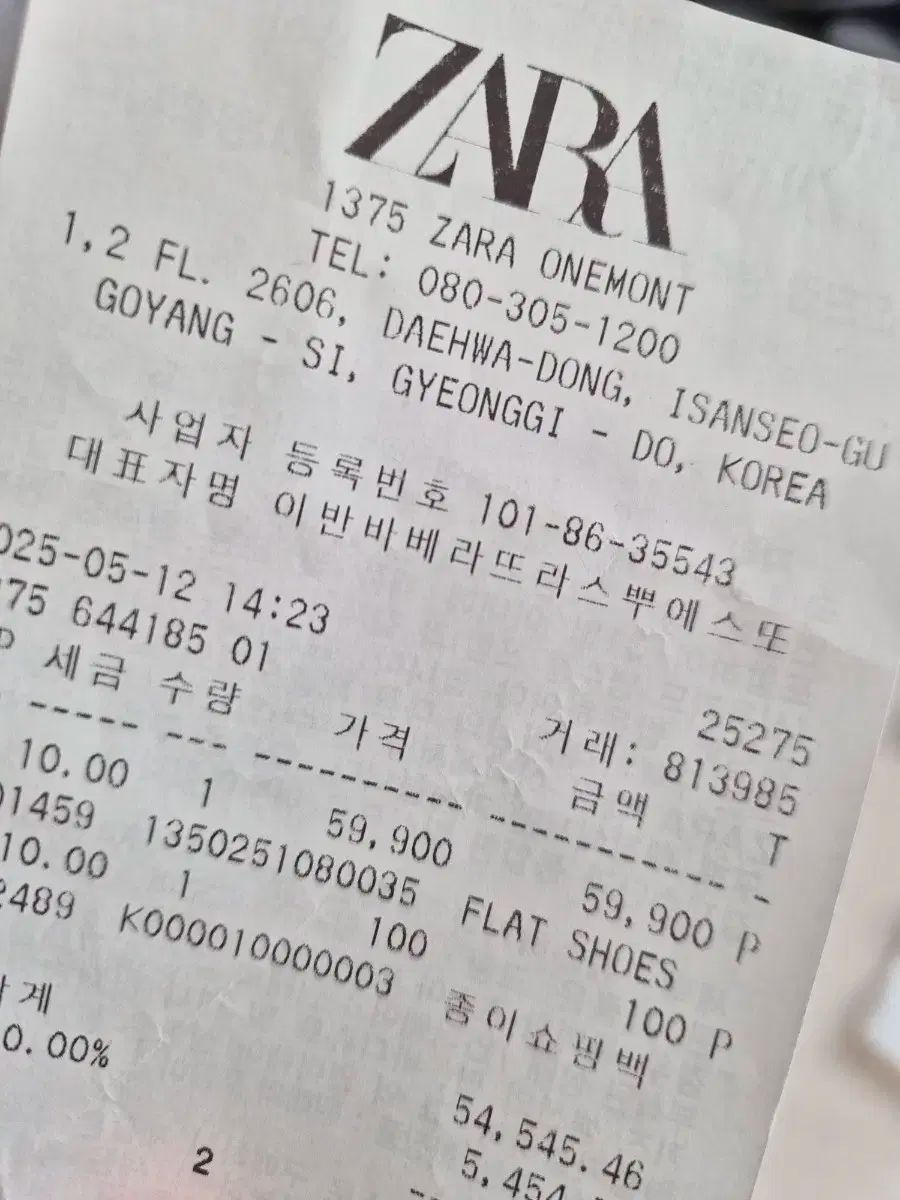 ZARA
1375 ZARA ONEMONT
TEL: 080-305-1200
1,2 FL. 2606, DAEHWA-DONG, ISANSEO-GU
GOYANG - SI, GYEONGGI - DO, KOREA
사업자 등록번호 101-86-35543
대표자명 이반바베라뜨라스뿌에스또
025-05-12 14:23 25275
75 644185 01 거래: 813985
P 세금 수량 가격 금액 T
----- --- ---------- ----------- -
10.00 1 59,900 59,900 P
01459 1350251080035 FLAT SHOES
10.00 1 100 100 P
2489 K000010000003 종이쇼핑백
계
0.00% 54,545.46
5,454
2